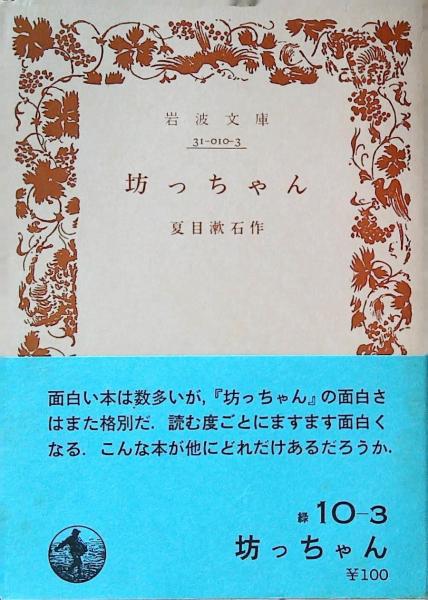 岩波文庫
31-010-3
坊っちゃん
夏目漱石作
面白い本は数多いが,『坊っちゃん』の面白さ
はまた格別だ. 読む度ごとにますます面白く
なる. こんな本が他にどれだけあるだろうか.
緑 10-3
坊っちゃん
¥100